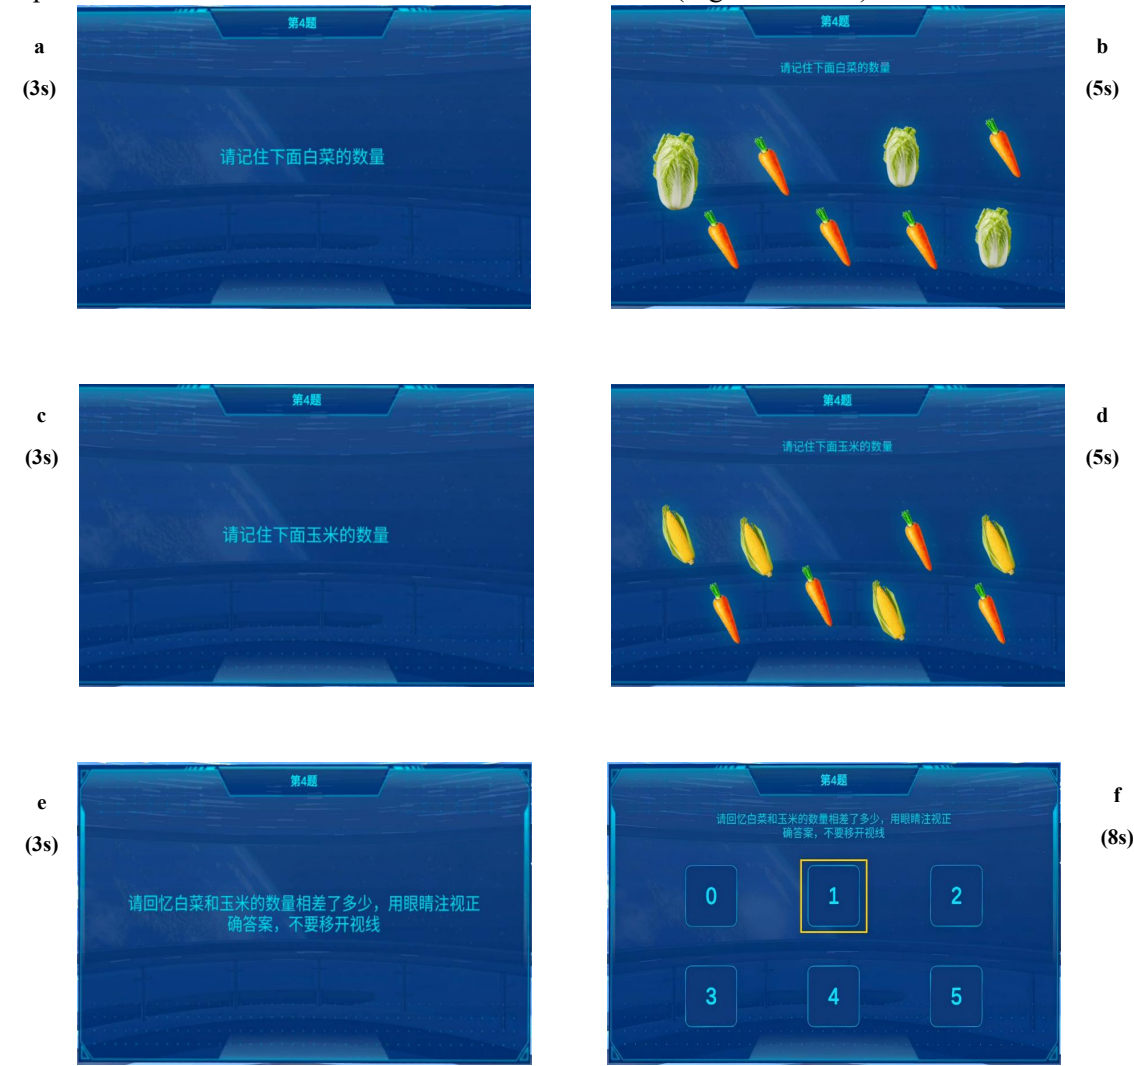 第4题
a
(3s)
请记住下面白菜的数量
第4题
请记住下面白菜的数量
b
(5s)
第4题
c
(3s)
请记住下面玉米的数量
第4题
请记住下面玉米的数量
d
(5s)
第4题
e
(3s)
请回忆白菜和玉米的数量相差了多少，用眼睛注视正
确答案，不要移开视线
第4题
请回忆白菜和玉米的数量相差了多少，用眼睛注视正
确答案，不要移开视线
f
(8s)
0 1 2
3 4 5